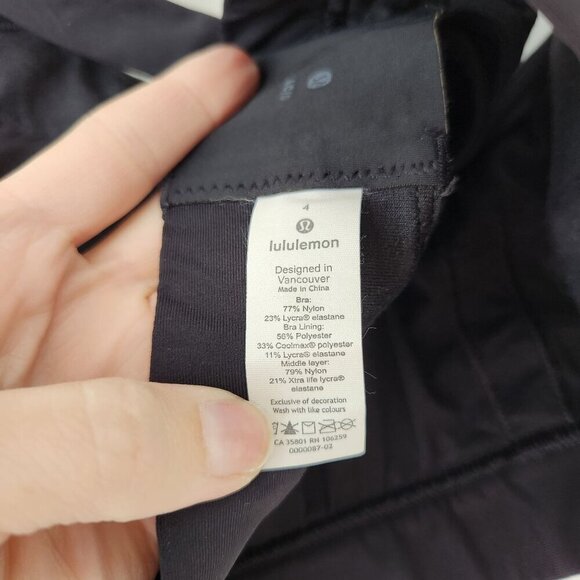 4
lululemon
Designed in
Vancouver
Made in China
Bra:
77% Nylon
23% Lycra® elastane
Bra Lining:
56% Polyester
33% Coolmax® polyester
11% Lycra® elastane
Middle layer:
79% Nylon
21% Xtra life lycra®
elastane
Exclusive of decoration
Wash with like colours
CA 35801 RN 106259
0000087-02